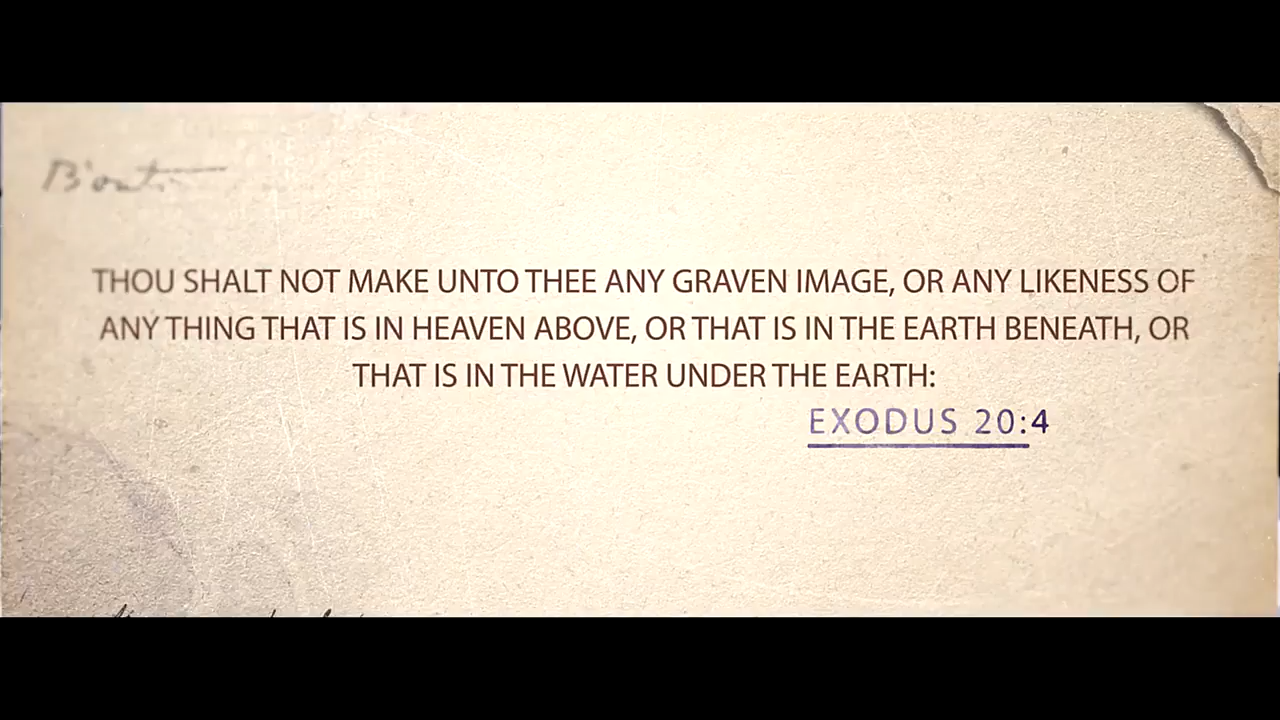 THOU SHALT NOT MAKE UNTO THEE ANY GRAVEN IMAGE, OR ANY LIKENESS OF
ANY THING THAT IS IN HEAVEN ABOVE, OR THAT IS IN THE EARTH BENEATH, OR
THAT IS IN THE WATER UNDER THE EARTH:
EXODUS 20:4